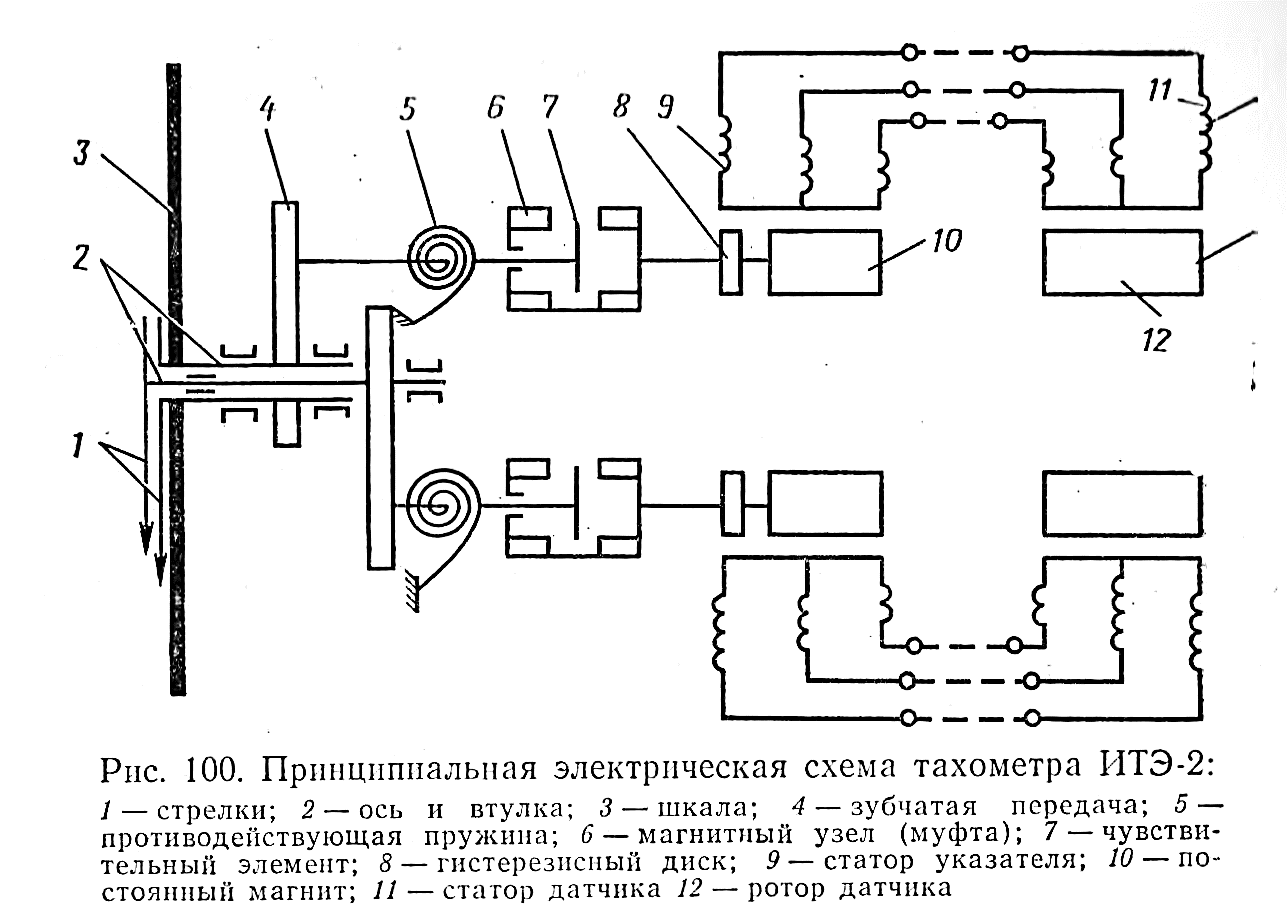 4
5
6
7
8
9
11
3
2
10
12
1
Рис. 100. Принципиальная электрическая схема тахометра ИТЭ-2:
1 — стрелки; 2 — ось и втулка; 3 — шкала; 4 — зубчатая передача; 5 —
противодействующая пружина; 6 — магнитный узел (муфта); 7 — чувстви-
тельный элемент; 8 — гистерезисный диск; 9 — статор указателя; 10 — по-
стоянный магнит; 11 — статор датчика 12 — ротор датчика